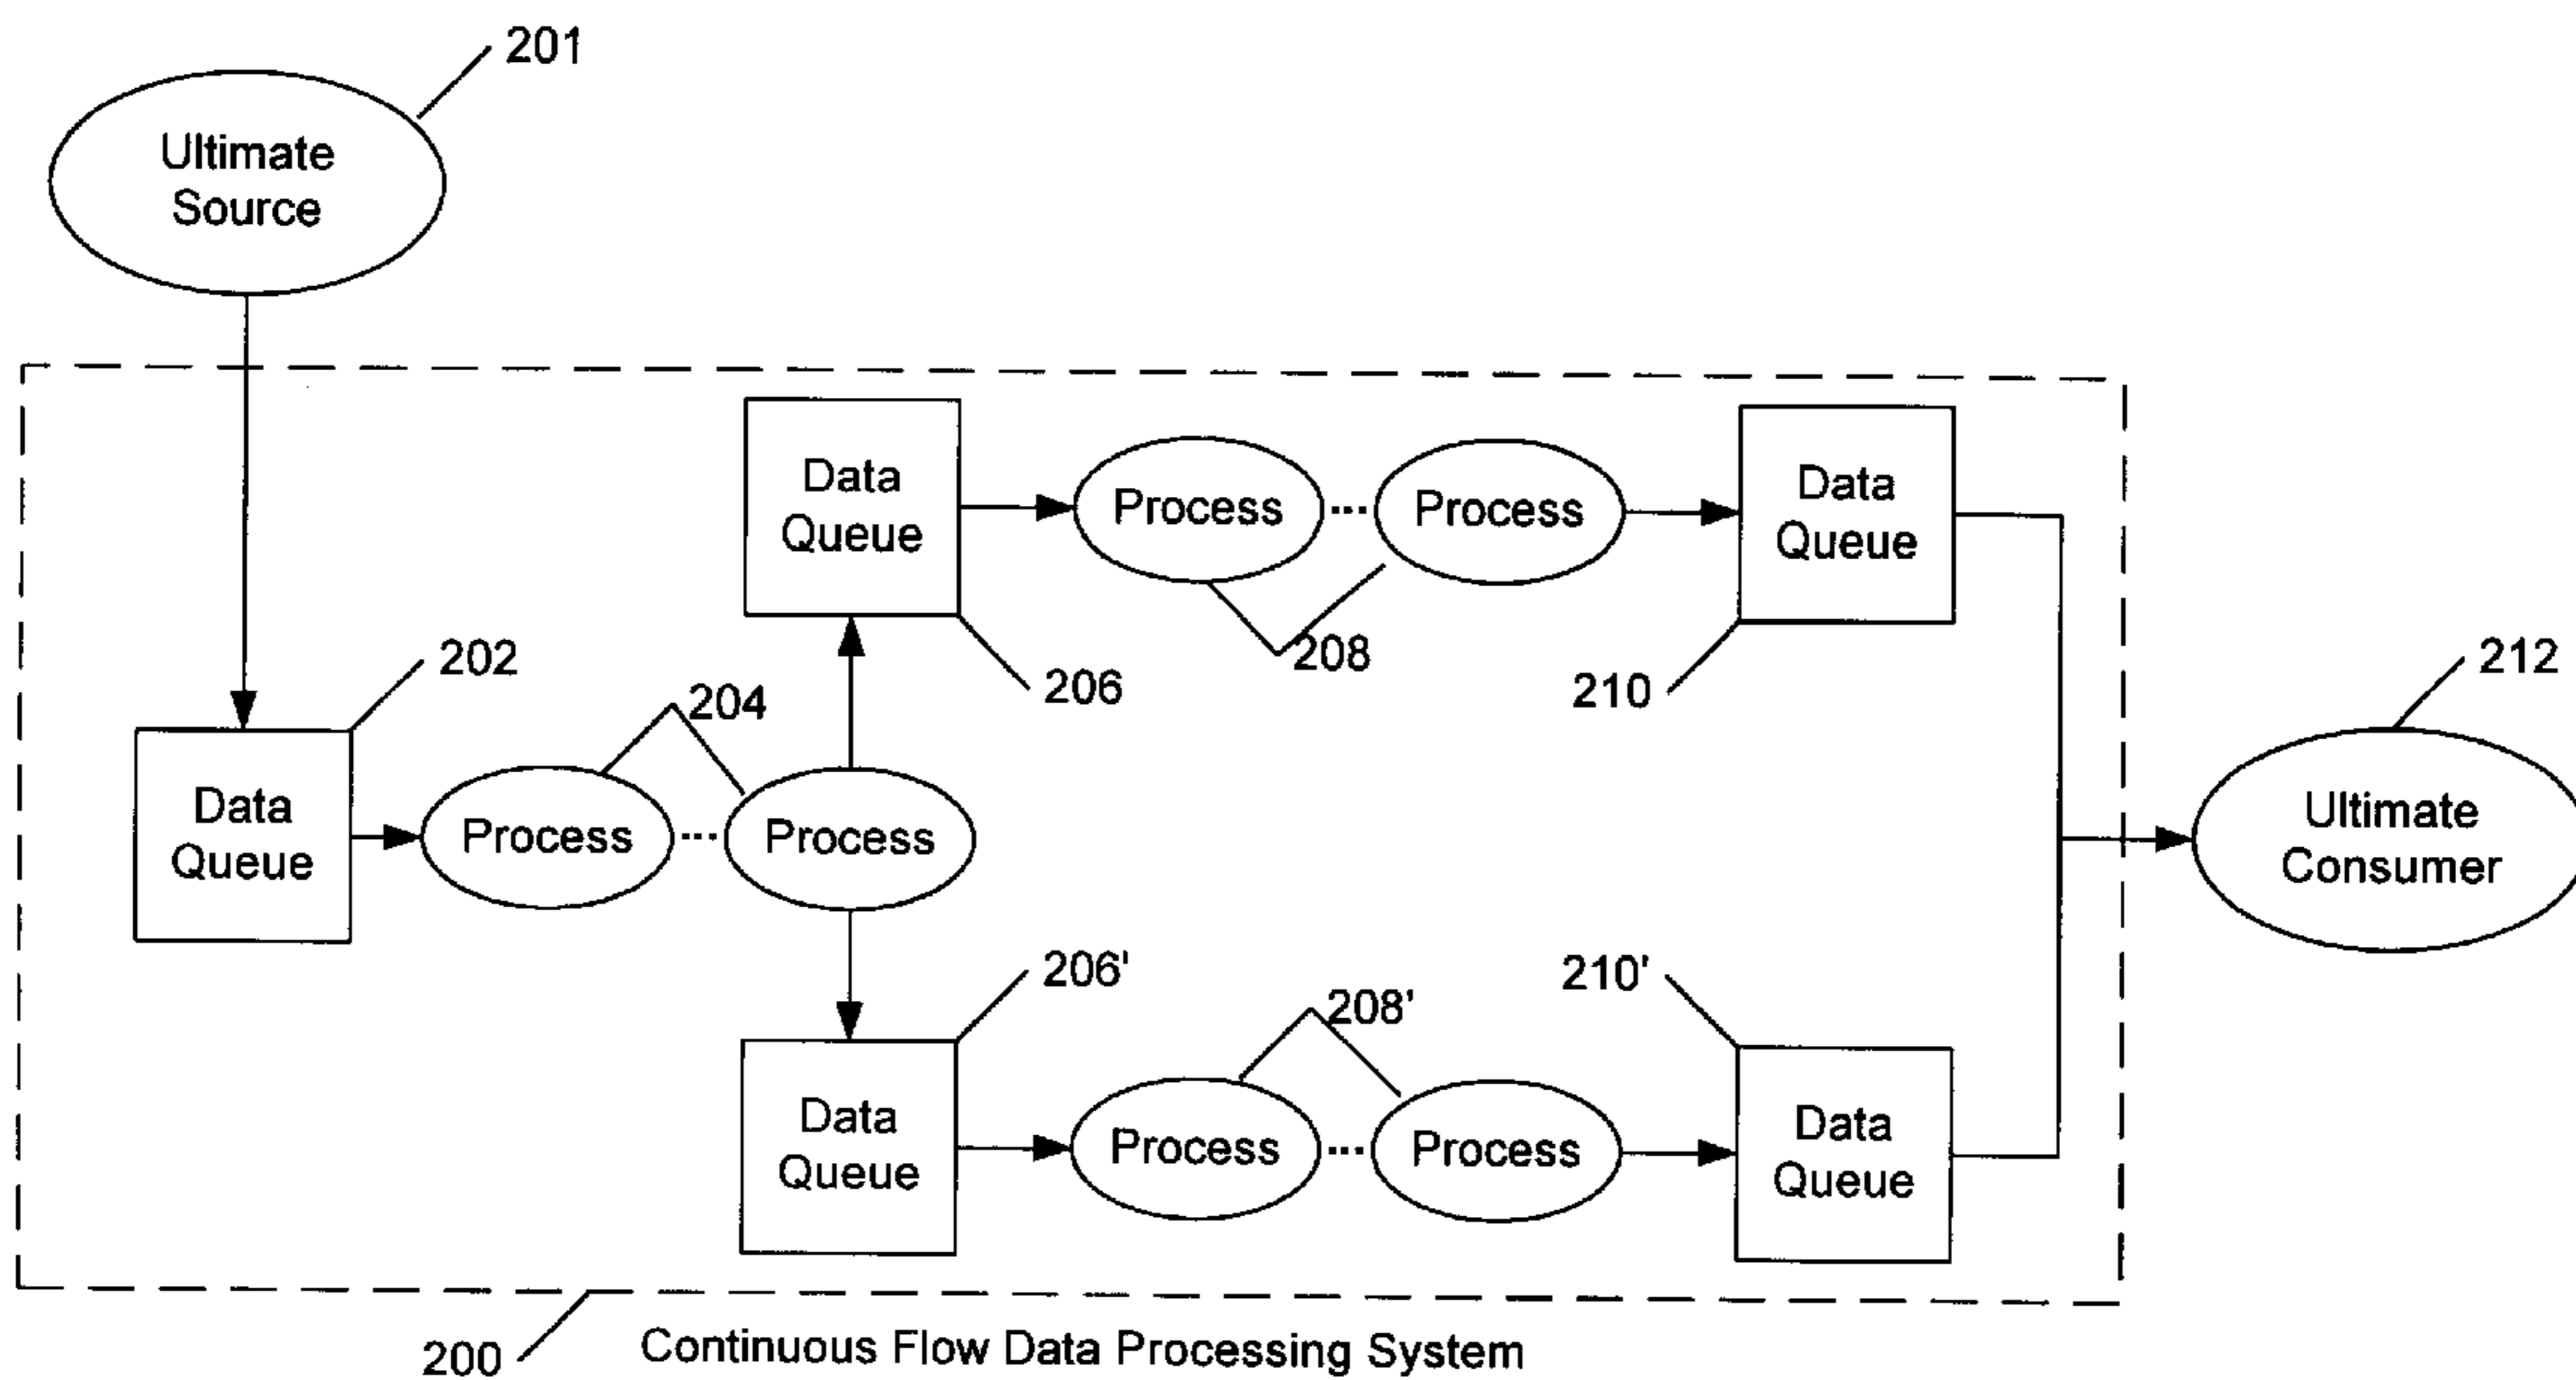 201
Ultimate
Source
Data
Queue
Process
...
Process
Data
Queue
208
206
210
202
204
212
Data
Queue
Process
...
Process
Ultimate
Consumer
206'
208'
210'
Data
Queue
Process
...
Process
Data
Queue
200
Continuous Flow Data Processing System